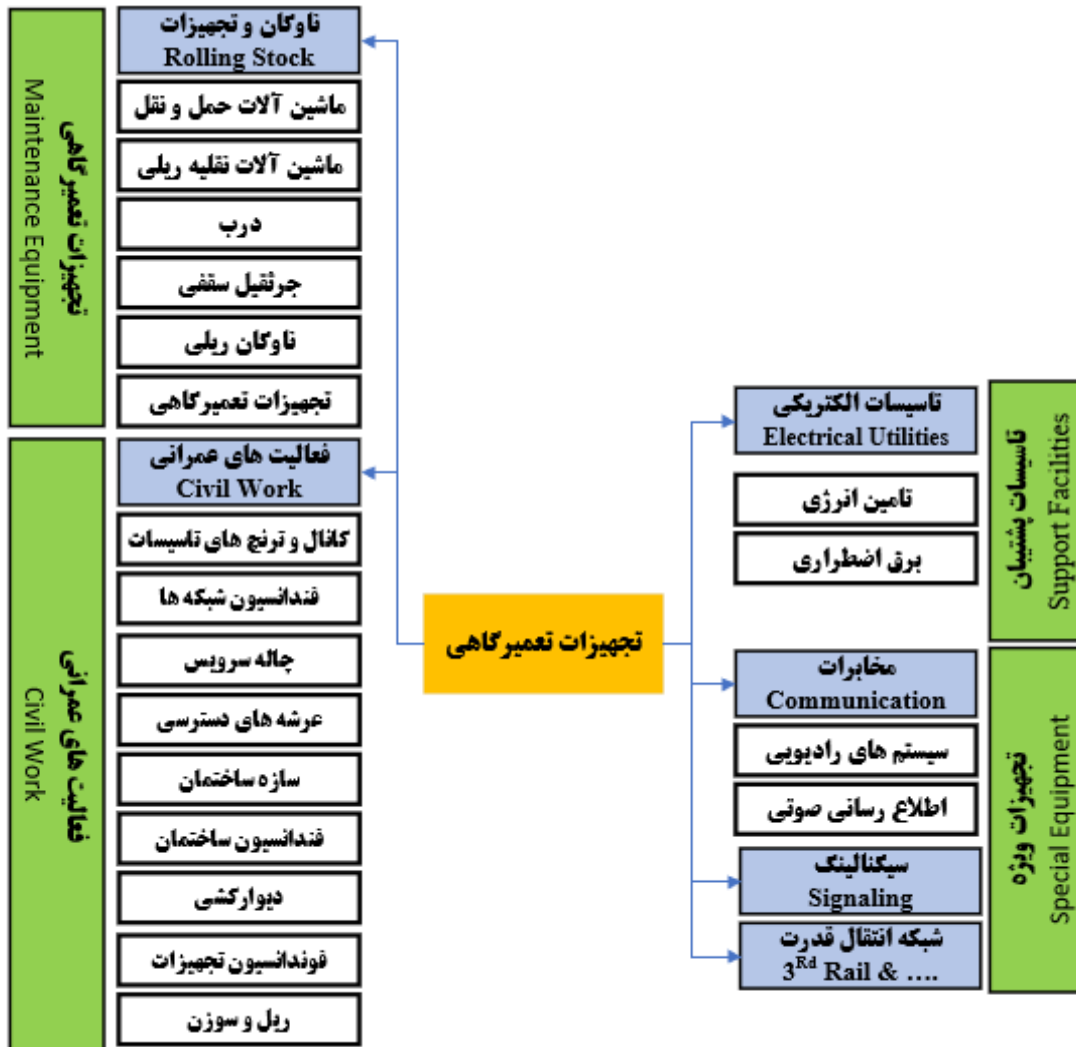 تجهیزات تعمیرگاهی
Maintenance Equipment
ناوگان و تجهیزات
Rolling Stock
ماشین آلات حمل و نقل
ماشین آلات نقلیه ریلی
درب
جرثقیل سقفی
ناوگان ریلی
تجهیزات تعمیرگاهی
فعالیت های عمرانی
Civil Work
فعالیت های عمرانی
Civil Work
کانال و ترنچ های تاسیسات
فندانسیون شبکه ها
چاله سرویس
عرشه های دسترسی
سازه ساختمان
فندانسیون ساختمان
دیوارکشی
فوندانسیون تجهیزات
ریل و سوزن
تجهیزات تعمیرگاهی
تاسیسات پشتیبان
Support Facilities
تاسیسات الکتریکی
Electrical Utilities
تامین انرژی
برق اضطراری
تجهیزات ویژه
Special Equipment
مخابرات
Communication
سیستم های رادیویی
اطلاع رسانی صوتی
سیگنالینگ
Signaling
شبکه انتقال قدرت
3Rd Rail & ....